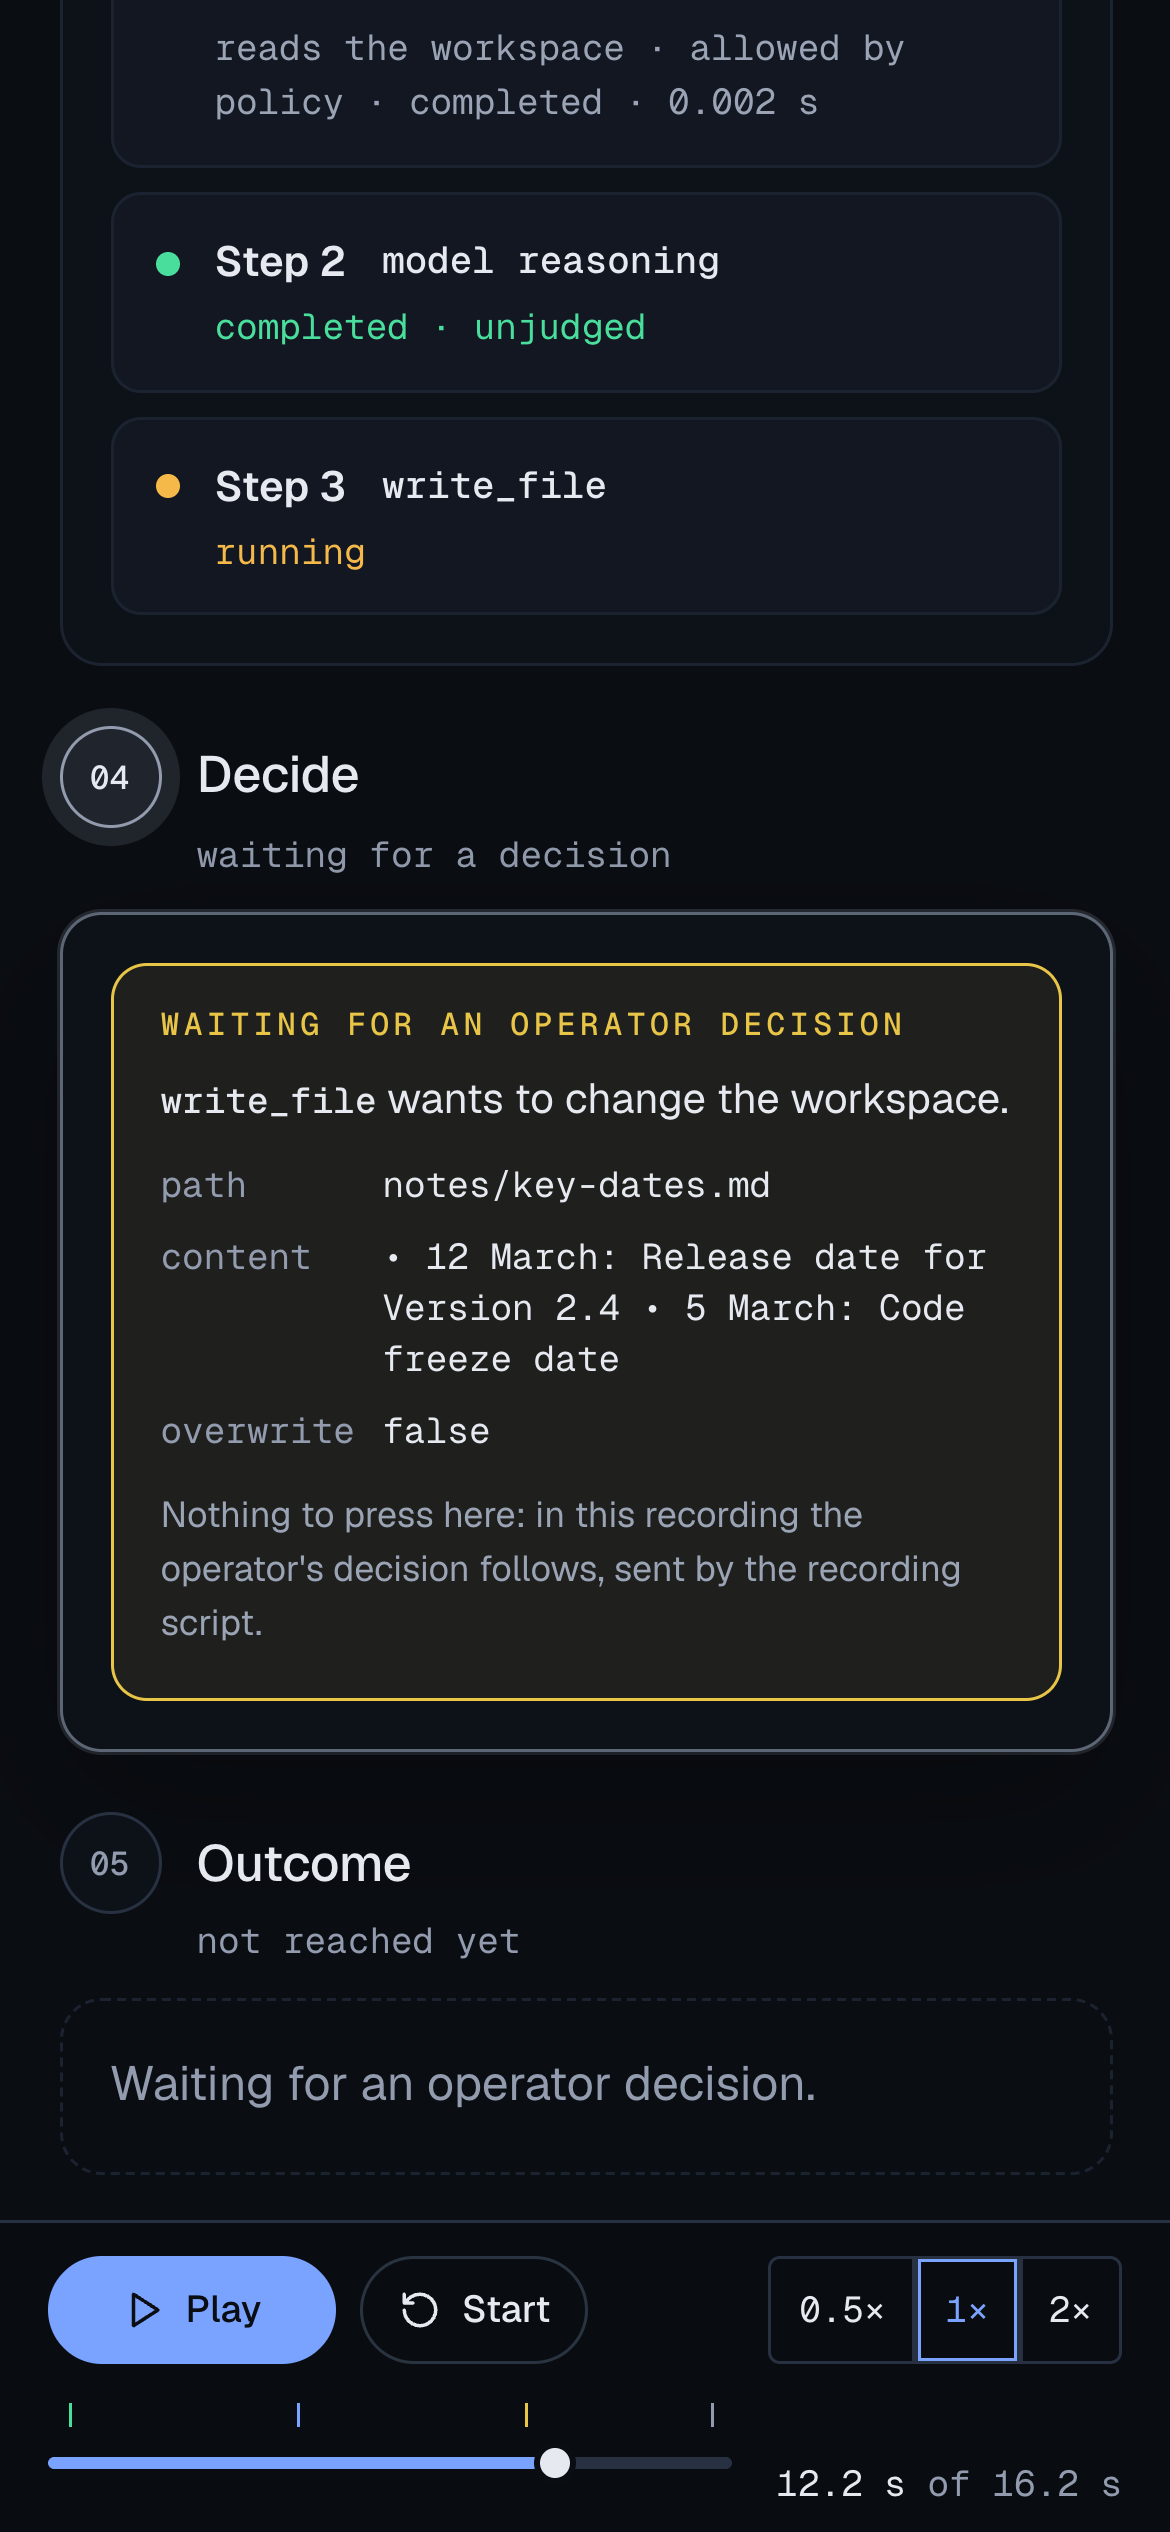 reads the workspace · allowed by
policy · completed · 0.002 s
Step 2 model reasoning
completed · unjudged
Step 3 write_file
running
04 Decide
waiting for a decision
WAITING FOR AN OPERATOR DECISION
write_file wants to change the workspace.
path notes/key-dates.md
content • 12 March: Release date for
Version 2.4 • 5 March: Code
freeze date
overwrite false
Nothing to press here: in this recording the
operator's decision follows, sent by the recording
script.
05 Outcome
not reached yet
Waiting for an operator decision.
Play Start 0.5× 1× 2×
12.2 s of 16.2 s